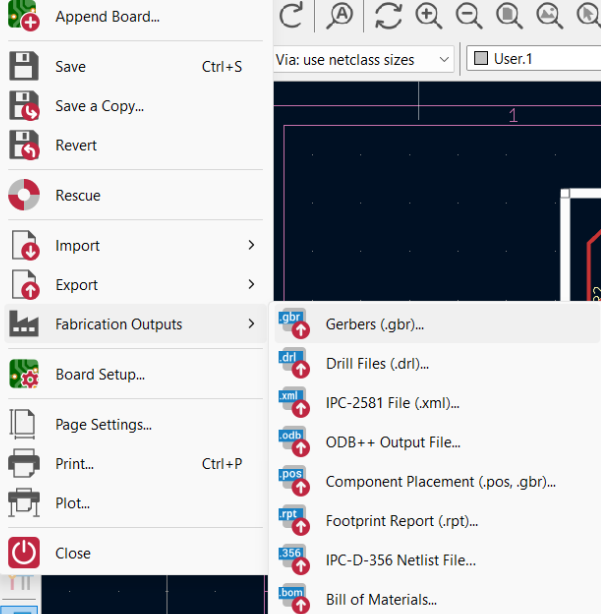 Append Board...
Save Ctrl+S
Save a Copy...
Revert
Rescue
Import
Export
Fabrication Outputs
Board Setup...
Page Settings...
Print... Ctrl+P
Plot...
Close
A
Via: use netclass sizes
User.1
1
.gbr Gerbers (.gbr)...
.drl Drill Files (.drl)...
.xml IPC-2581 File (.xml)...
.odb ODB++ Output File...
.pos Component Placement (.pos, .gbr)...
.rpt Footprint Report (.rpt)...
.356 IPC-D-356 Netlist File...
.bom Bill of Materials...